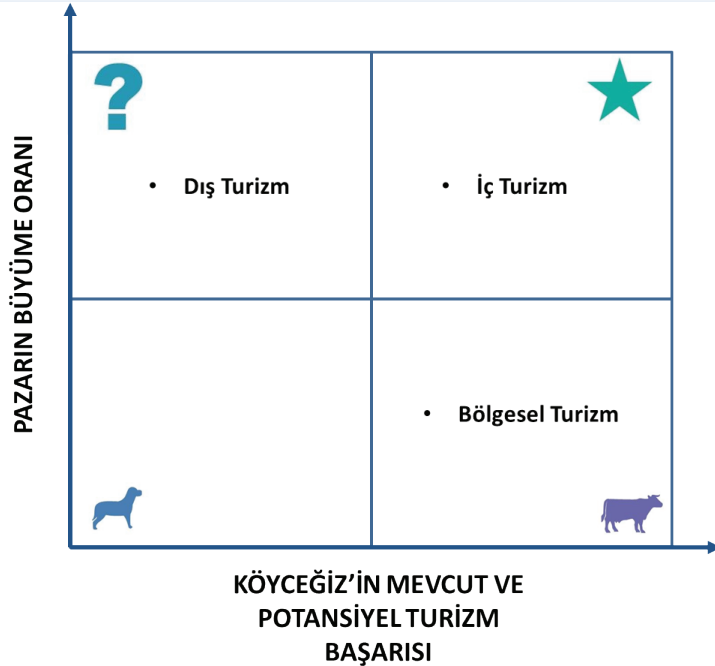 ?
• Dış Turizm
• İç Turizm
PAZARIN BÜYÜME ORANI
• Bölgesel Turizm
KÖYCEĞİZ’İN MEVCUT VE
POTANSİYEL TURİZM
BAŞARISI